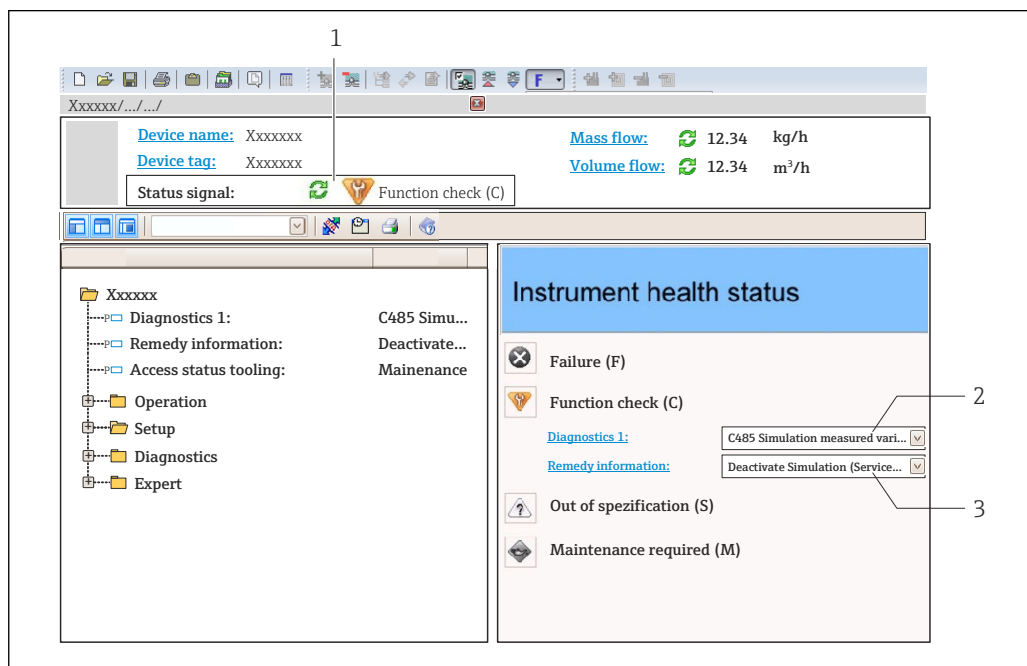 1
F
Xxxxxx/.../.../
Device name: Xxxxxxx
Mass flow: 12.34 kg/h
Device tag: Xxxxxxx
Volume flow: 12.34 m³/h
Status signal: Function check (C)
Xxxxxx
Diagnostics 1: C485 Simu...
Remedy information: Deactivate...
Access status tooling: Mainenance
Operation
Setup
Diagnostics
Expert
Instrument health status
Failure (F)
Function check (C)
2
Diagnostics 1: C485 Simulation measured vari...
Remedy information: Deactivate Simulation (Service...
Out of spezification (S)
3
Maintenance required (M)